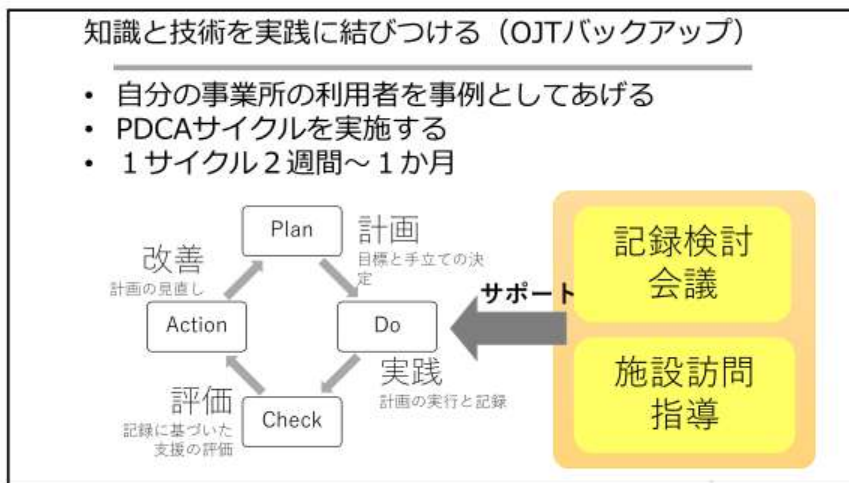 知識と技術を実践に結びつける（OJTバックアップ）
• 自分の事業所の利用者を事例としてあげる
• PDCAサイクルを実施する
• １サイクル２週間～１か月
Plan
計画
目標と手立ての決
定
改善
計画の見直し
Action
Do
実践
計画の実行と記録
評価
記録に基づいた
支援の評価
Check
サポート
記録検討
会議
施設訪問
指導